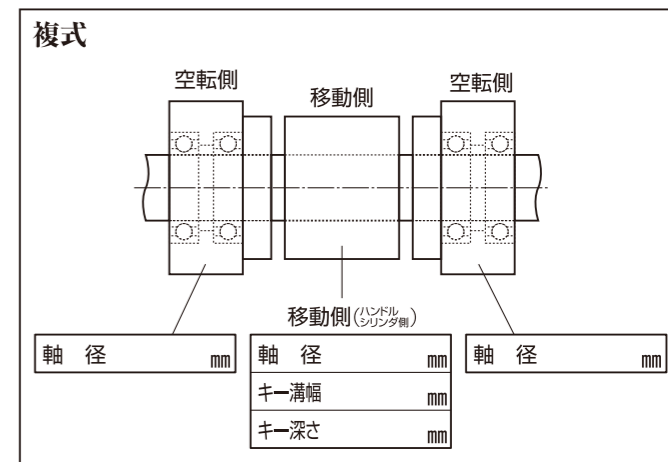 複式
空転側
移動側
空転側
移動側(ハンドルシリンダ側)
軸 径 mm
軸 径 mm
キー溝幅 mm
キー深さ mm
軸 径 mm